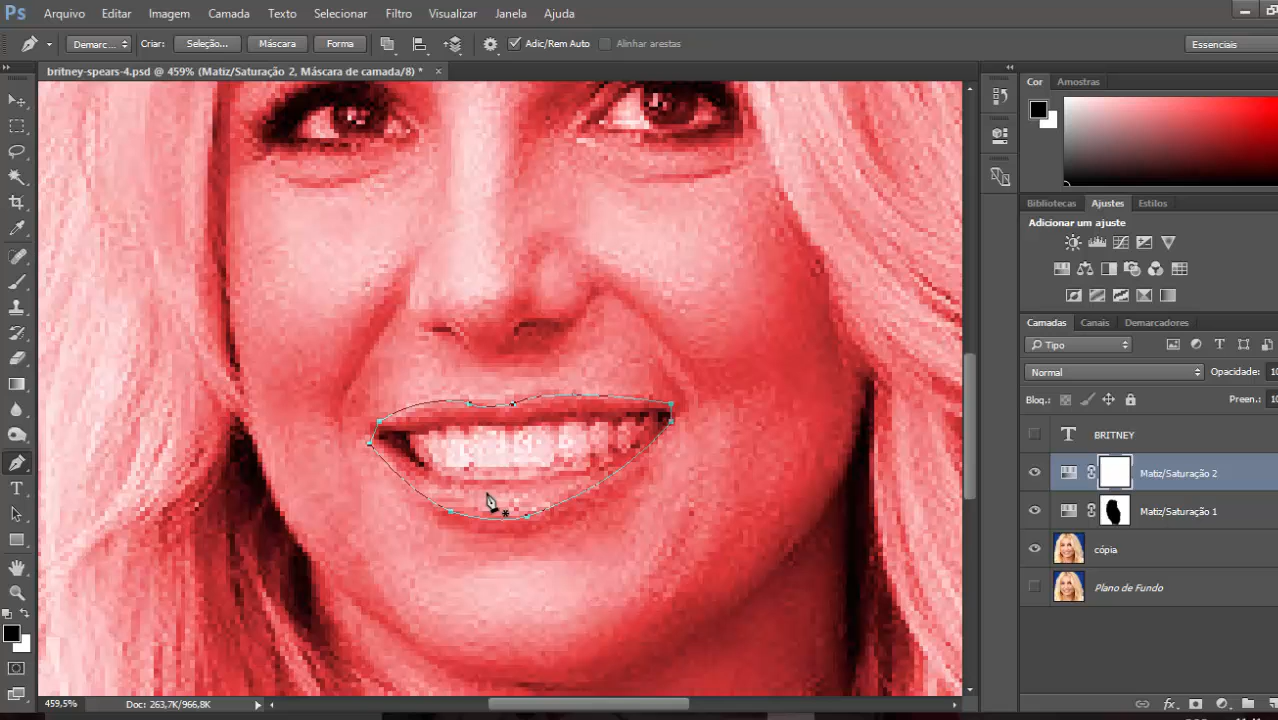 Ps Arquivo Editar Imagem Camada Texto Selecionar Filtro Visualizar Janela Ajuda
Demarc... Criar: Seleção... Máscara Forma Adic/Rem Auto Alinhar arestas Essenciais
britney-spears-4.psd @ 459% (Matiz/Saturação 2, Máscara de camada/8) * ×
Cor Amostras
Bibliotecas Ajustes Estilos
Adicionar um ajuste
Camadas Canais Demarcadores
Tipo
Normal Opacidade: 10
Bloq.: Preen.: 10
T BRITNEY
Matiz/Saturação 2
Matiz/Saturação 1
cópia
Plano de Fundo
459,5% Doc: 263,7K/966,8K